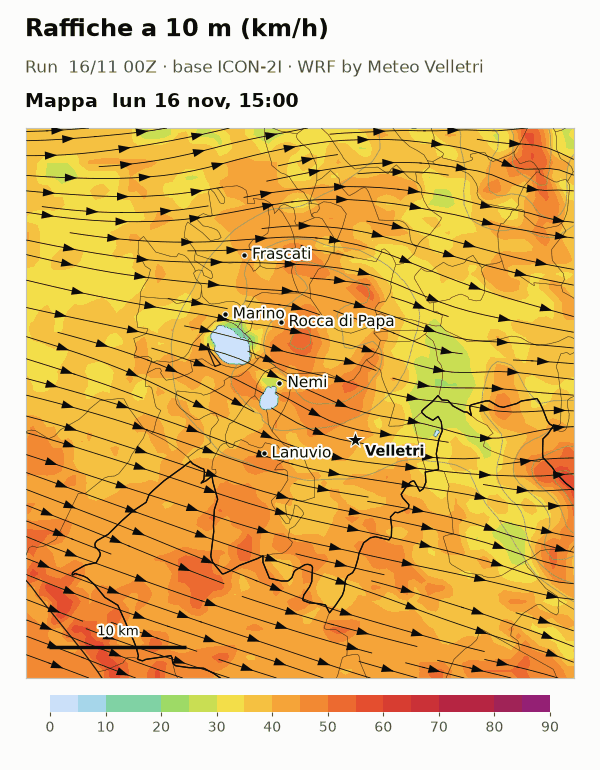 Raffiche a 10 m (km/h)
Run  16/11 00Z · base ICON-2I · WRF by Meteo Velletri
Mappa  lun 16 nov, 15:00
Frascati
Marino
Rocca di Papa
Nemi
Velletri
Lanuvio
10 km
0 10 20 30 40 50 60 70 80 90